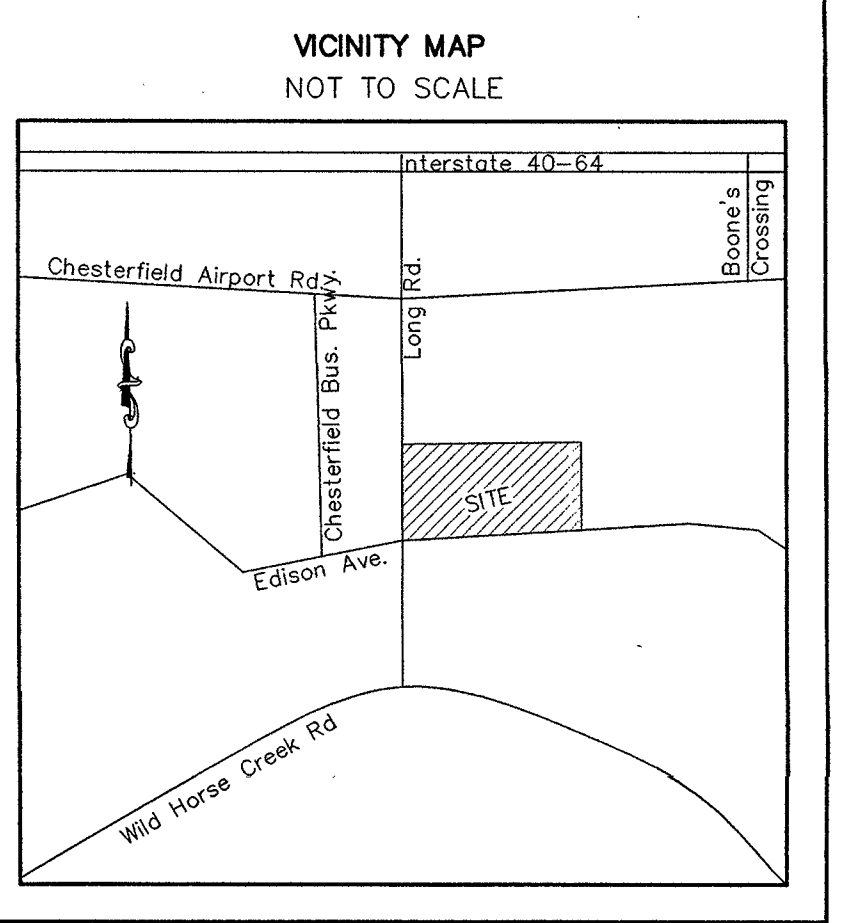 VICINITY MAP
NOT TO SCALE
nterstate 40-64
Boone's
Crossing
Chesterfield Airport Rd.
Long Rd.
Chesterfield Bus. Pkwy.
SITE
Edison Ave.
Wild Horse Creek Rd